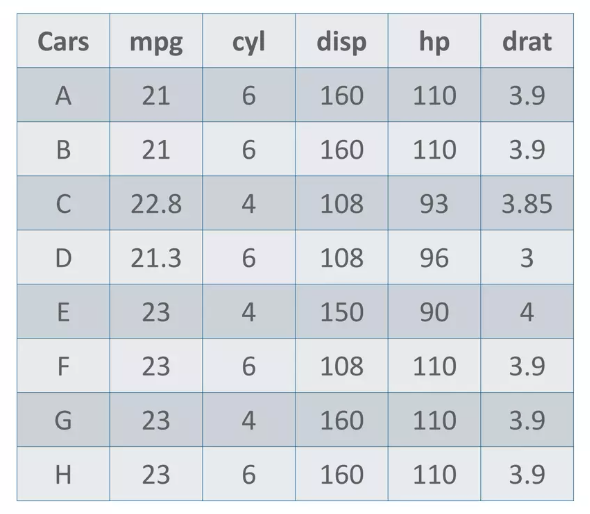 Cars mpg cyl disp hp drat
A 21 6 160 110 3.9
B 21 6 160 110 3.9
C 22.8 4 108 93 3.85
D 21.3 6 108 96 3
E 23 4 150 90 4
F 23 6 108 110 3.9
G 23 4 160 110 3.9
H 23 6 160 110 3.9